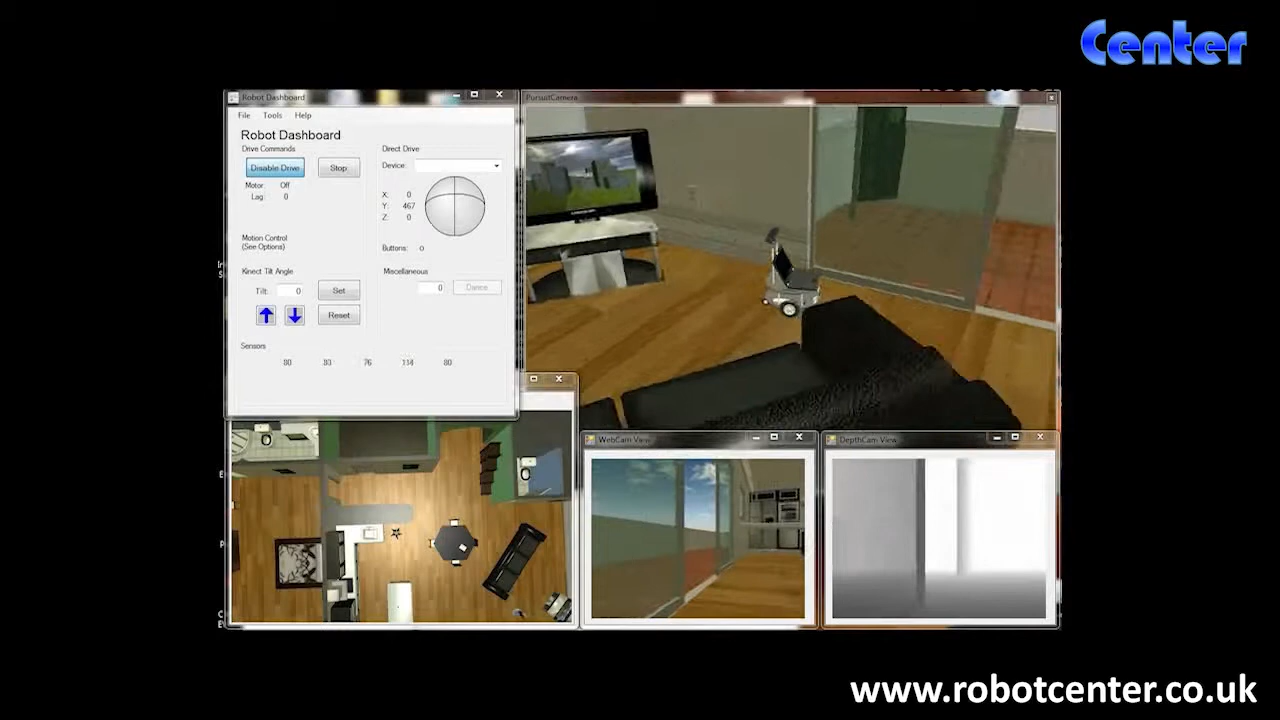 Center
Robot Dashboard
PursuitCamera
File Tools Help
Robot Dashboard
Drive Commands
Direct Drive
Disable Drive
Stop
Device:
Motor: Off
Lag: 0
X: 0
Y: 467
Z: 0
Motion Control
(See Options)
Buttons: 0
Kinect Tilt Angle
Miscellaneous
Tilt: 0
Set
0
Dance
Reset
Sensors
80 80 76 114 80
WebCam View
DepthCam View
www.robotcenter.co.uk